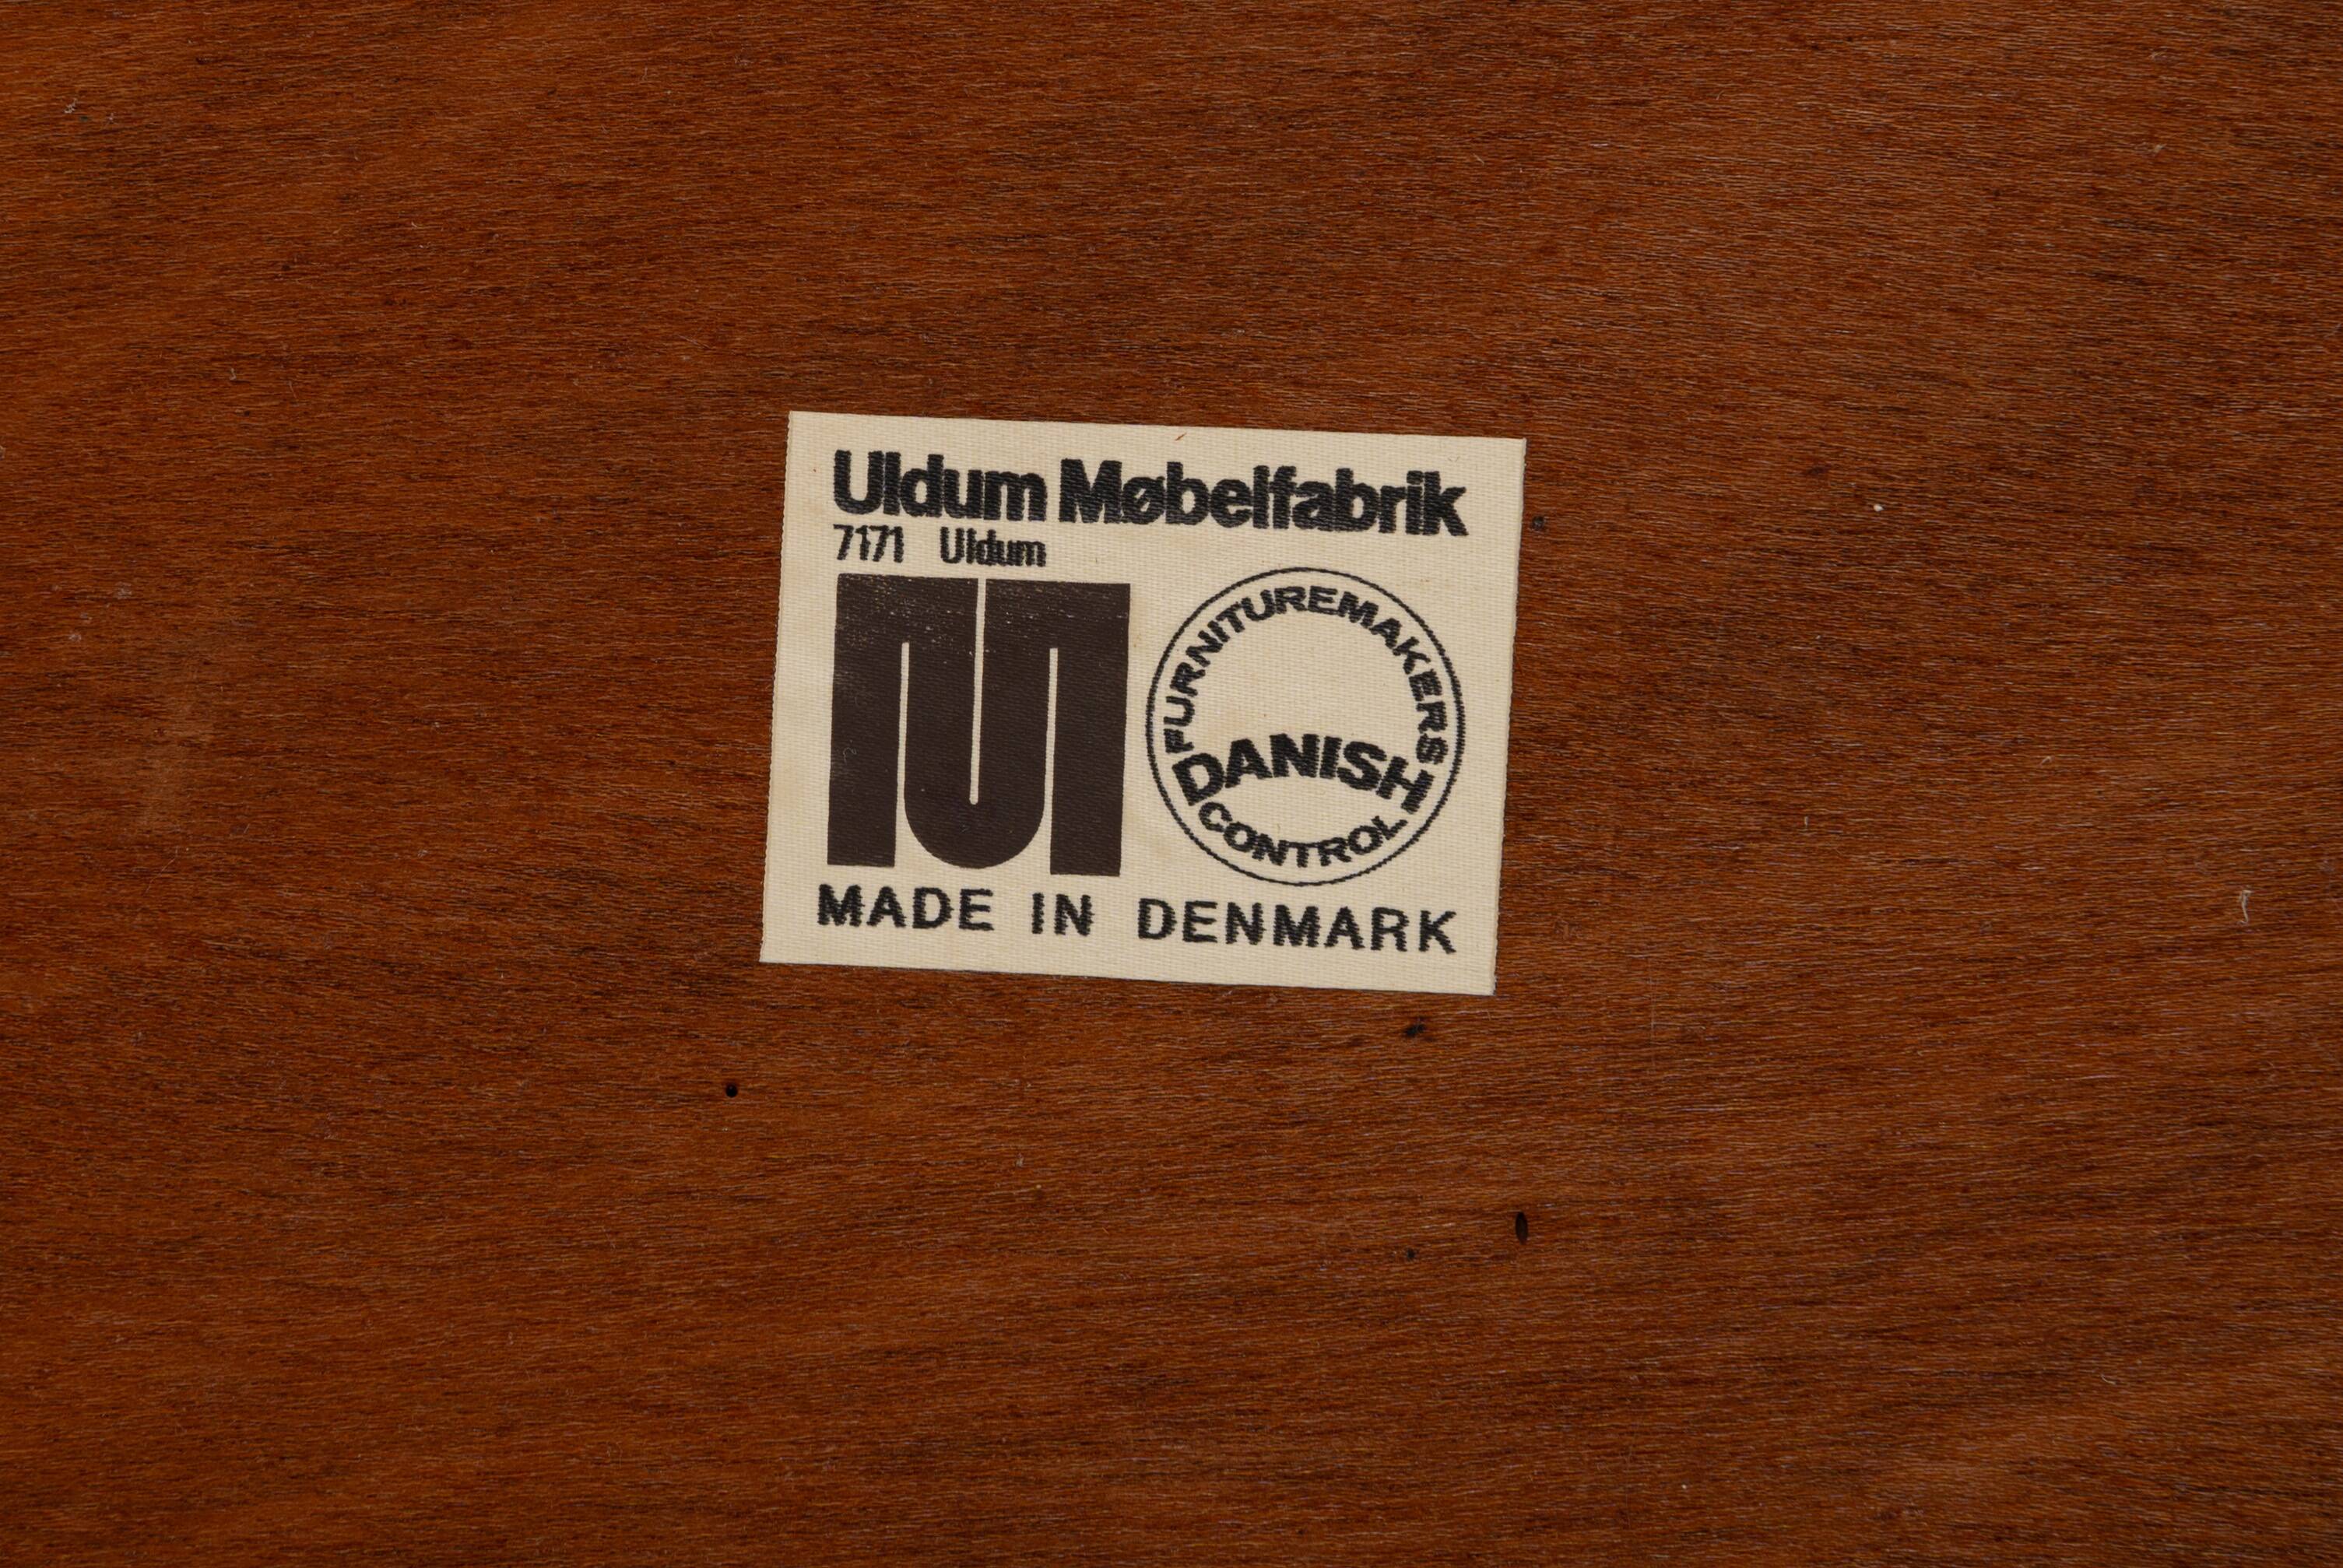 Uldum Møbelfabrik
7171 Uldum
FURNITUREMAKERS
DANISH
CONTROL
MADE IN DENMARK